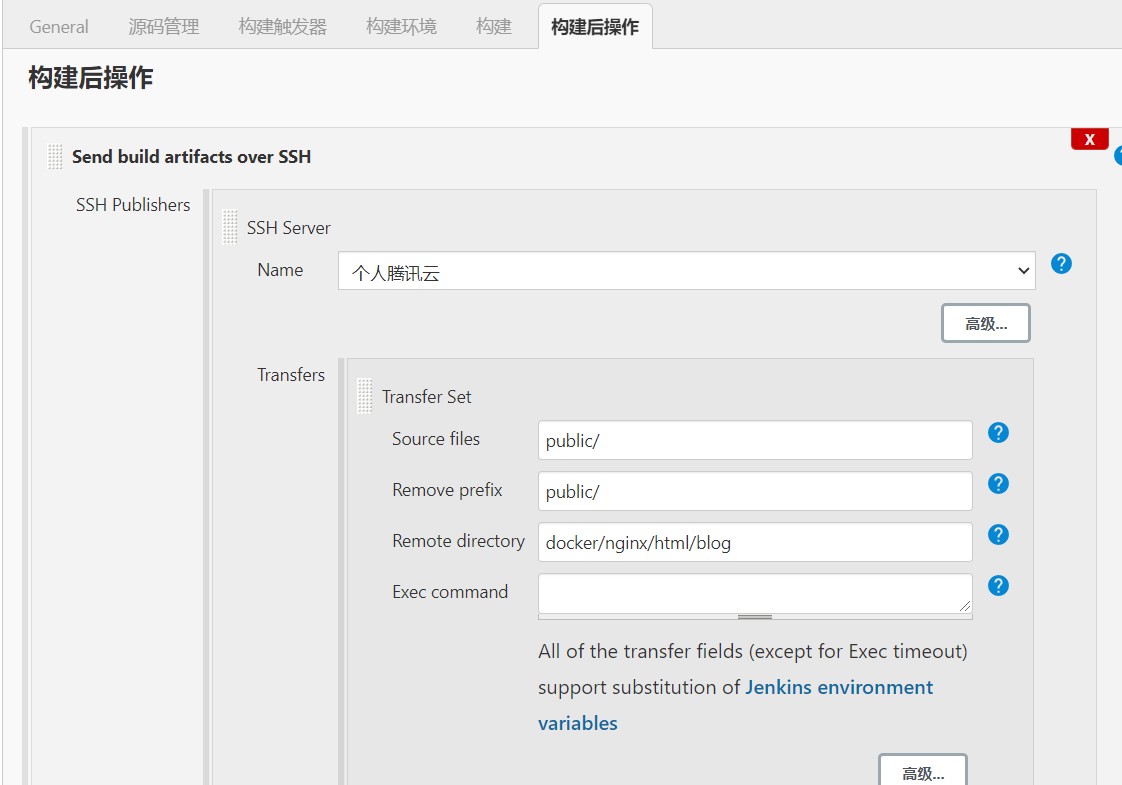 General 源码管理 构建触发器 构建环境 构建 构建后操作
构建后操作
X
Send build artifacts over SSH
?
SSH Publishers
SSH Server
Name 个人腾讯云 ?
高级...
Transfers
Transfer Set
Source files public/ ?
Remove prefix public/ ?
Remote directory docker/nginx/html/blog ?
Exec command ?
All of the transfer fields (except for Exec timeout)
support substitution of Jenkins environment
variables
高级...